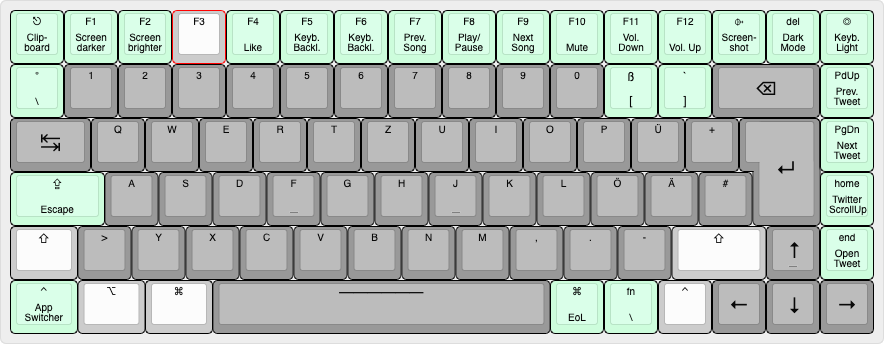 ⎋ F1 F2 F3 F4 F5 F6 F7 F8 F9 F10 F11 F12 del
Clip- Screen Screen Keyb. Keyb. Prev. Play/ Next Vol. Screen- Dark Keyb.
board darker brighter Like Backl. Backl. Song Pause Song Mute Down Vol. Up shot Mode Light
° 1 2 3 4 5 6 7 8 9 0 ß ` ⌫ PdUp
\ [ ] Prev.
Tweet
↹ Q W E R T Z U I O P Ü + ↵ PgDn
Next
Tweet
⇪ A S D F G H J K L Ö Ä # home
Escape _ _ Twitter
ScrollUp
⇧ > Y X C V B N M , . - ⇧ ↑ end
_ Open
Tweet
⌃ ⌥ ⌘ ⌘ fn ⌃ ← ↓ →
App EoL \
Switcher